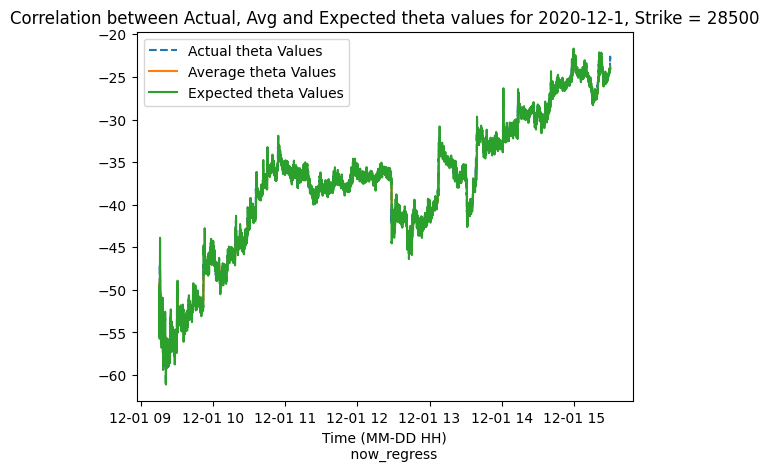 Correlation between Actual, Avg and Expected theta values for 2020-12-1, Strike = 28500
Actual theta Values
Average theta Values
Expected theta Values
−20
−25
−30
−35
−40
−45
−50
−55
−60
12-01 09 12-01 10 12-01 11 12-01 12 12-01 13 12-01 14 12-01 15
Time (MM-DD HH)
now_regress